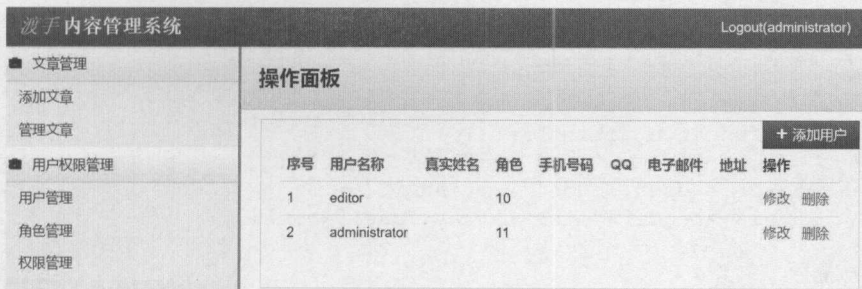 渡手内容管理系统 Logout(administrator)
文章管理
添加文章
管理文章
用户权限管理
用户管理
角色管理
权限管理
操作面板
+ 添加用户
序号 用户名称 真实姓名 角色 手机号码 QQ 电子邮件 地址 操作
1 editor 10 修改 删除
2 administrator 11 修改 删除